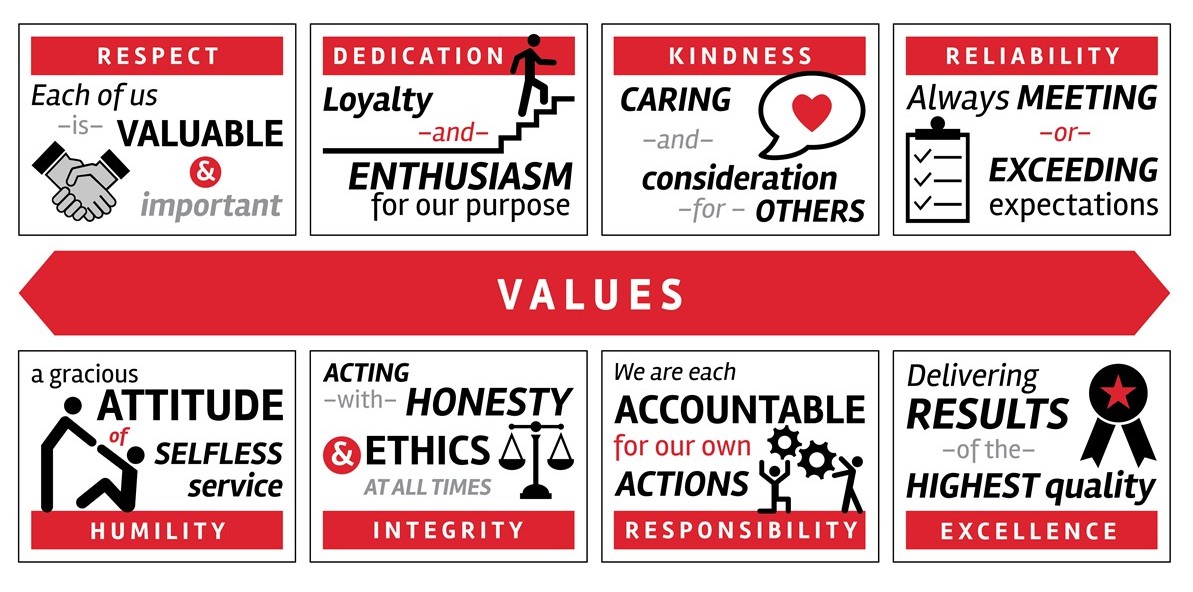 RESPECT
Each of us
–is– VALUABLE
&
important
DEDICATION
Loyalty
–and–
ENTHUSIASM
for our purpose
KINDNESS
CARING
–and–
consideration
–for – OTHERS
RELIABILITY
Always MEETING
–or–
EXCEEDING
expectations
VALUES
a gracious
ATTITUDE
of
SELFLESS
service
HUMILITY
ACTING
–with– HONESTY
& ETHICS
AT ALL TIMES
INTEGRITY
We are each
ACCOUNTABLE
for our own
ACTIONS
RESPONSIBILITY
Delivering
RESULTS
–of the–
HIGHEST quality
EXCELLENCE